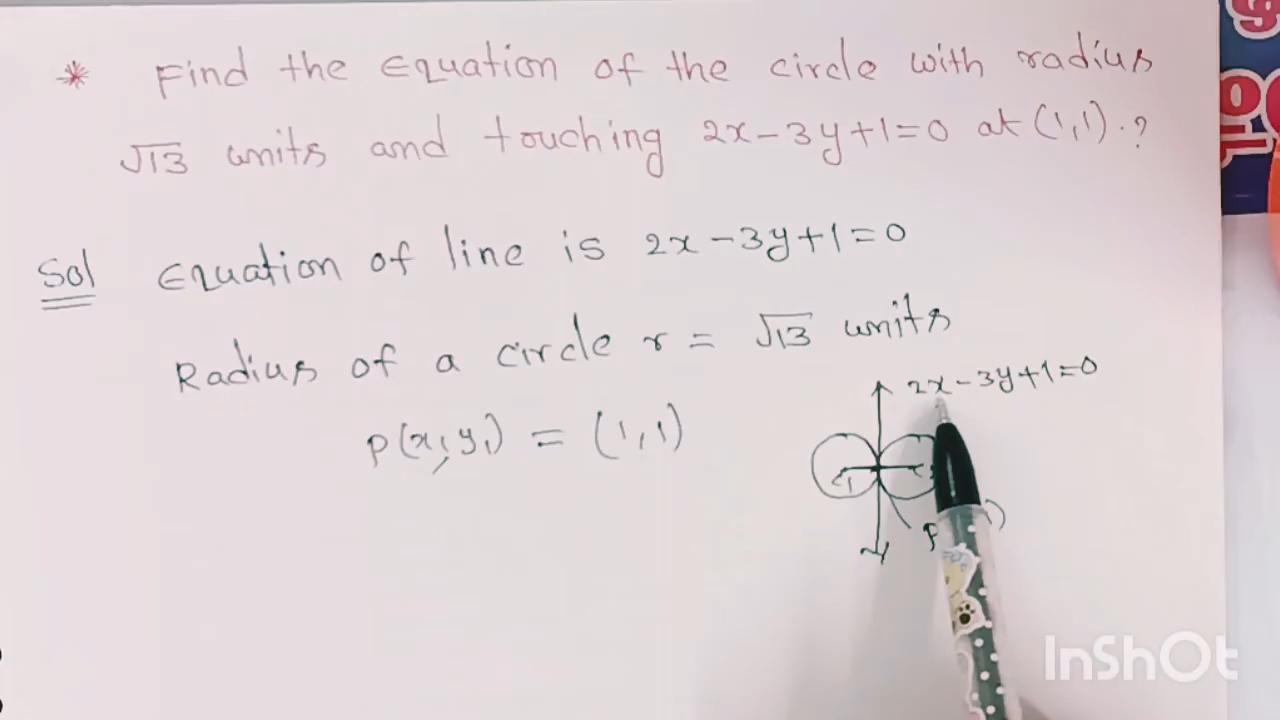 * Find the Equation of the circle with radius
√13 units and touching 2x-3y+1=0 at (1,1).?
Sol Equation of line is 2x-3y+1=0
Radius of a circle r = √13 units
2x-3y+1=0
P(x₁,y₁) = (1,1)
InShOt